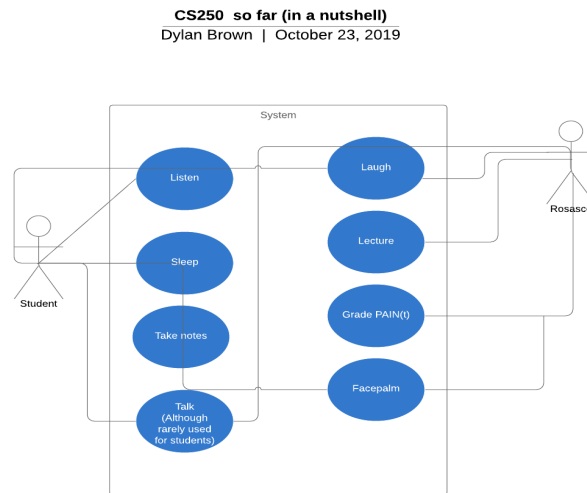 CS250 so far (in a nutshell)
Dylan Brown | October 23, 2019
System
Listen
Laugh
Lecture
Sleep
Grade PAIN(t)
Take notes
Facepalm
Talk
(Although
rarely used
for students)
Student
Rosasco